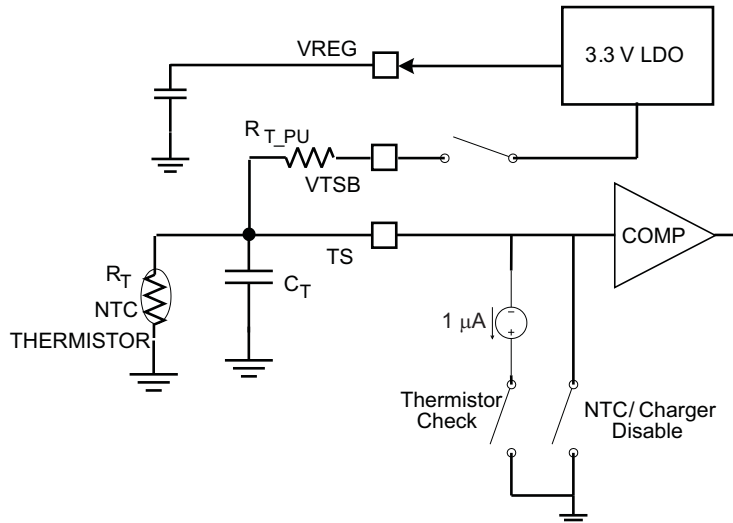 VREG
3.3 V LDO
R T_PU
VTSB
TS
COMP
RT
NTC
THERMISTOR
CT
1 μA
−
+
Thermistor
Check
NTC/ Charger
Disable